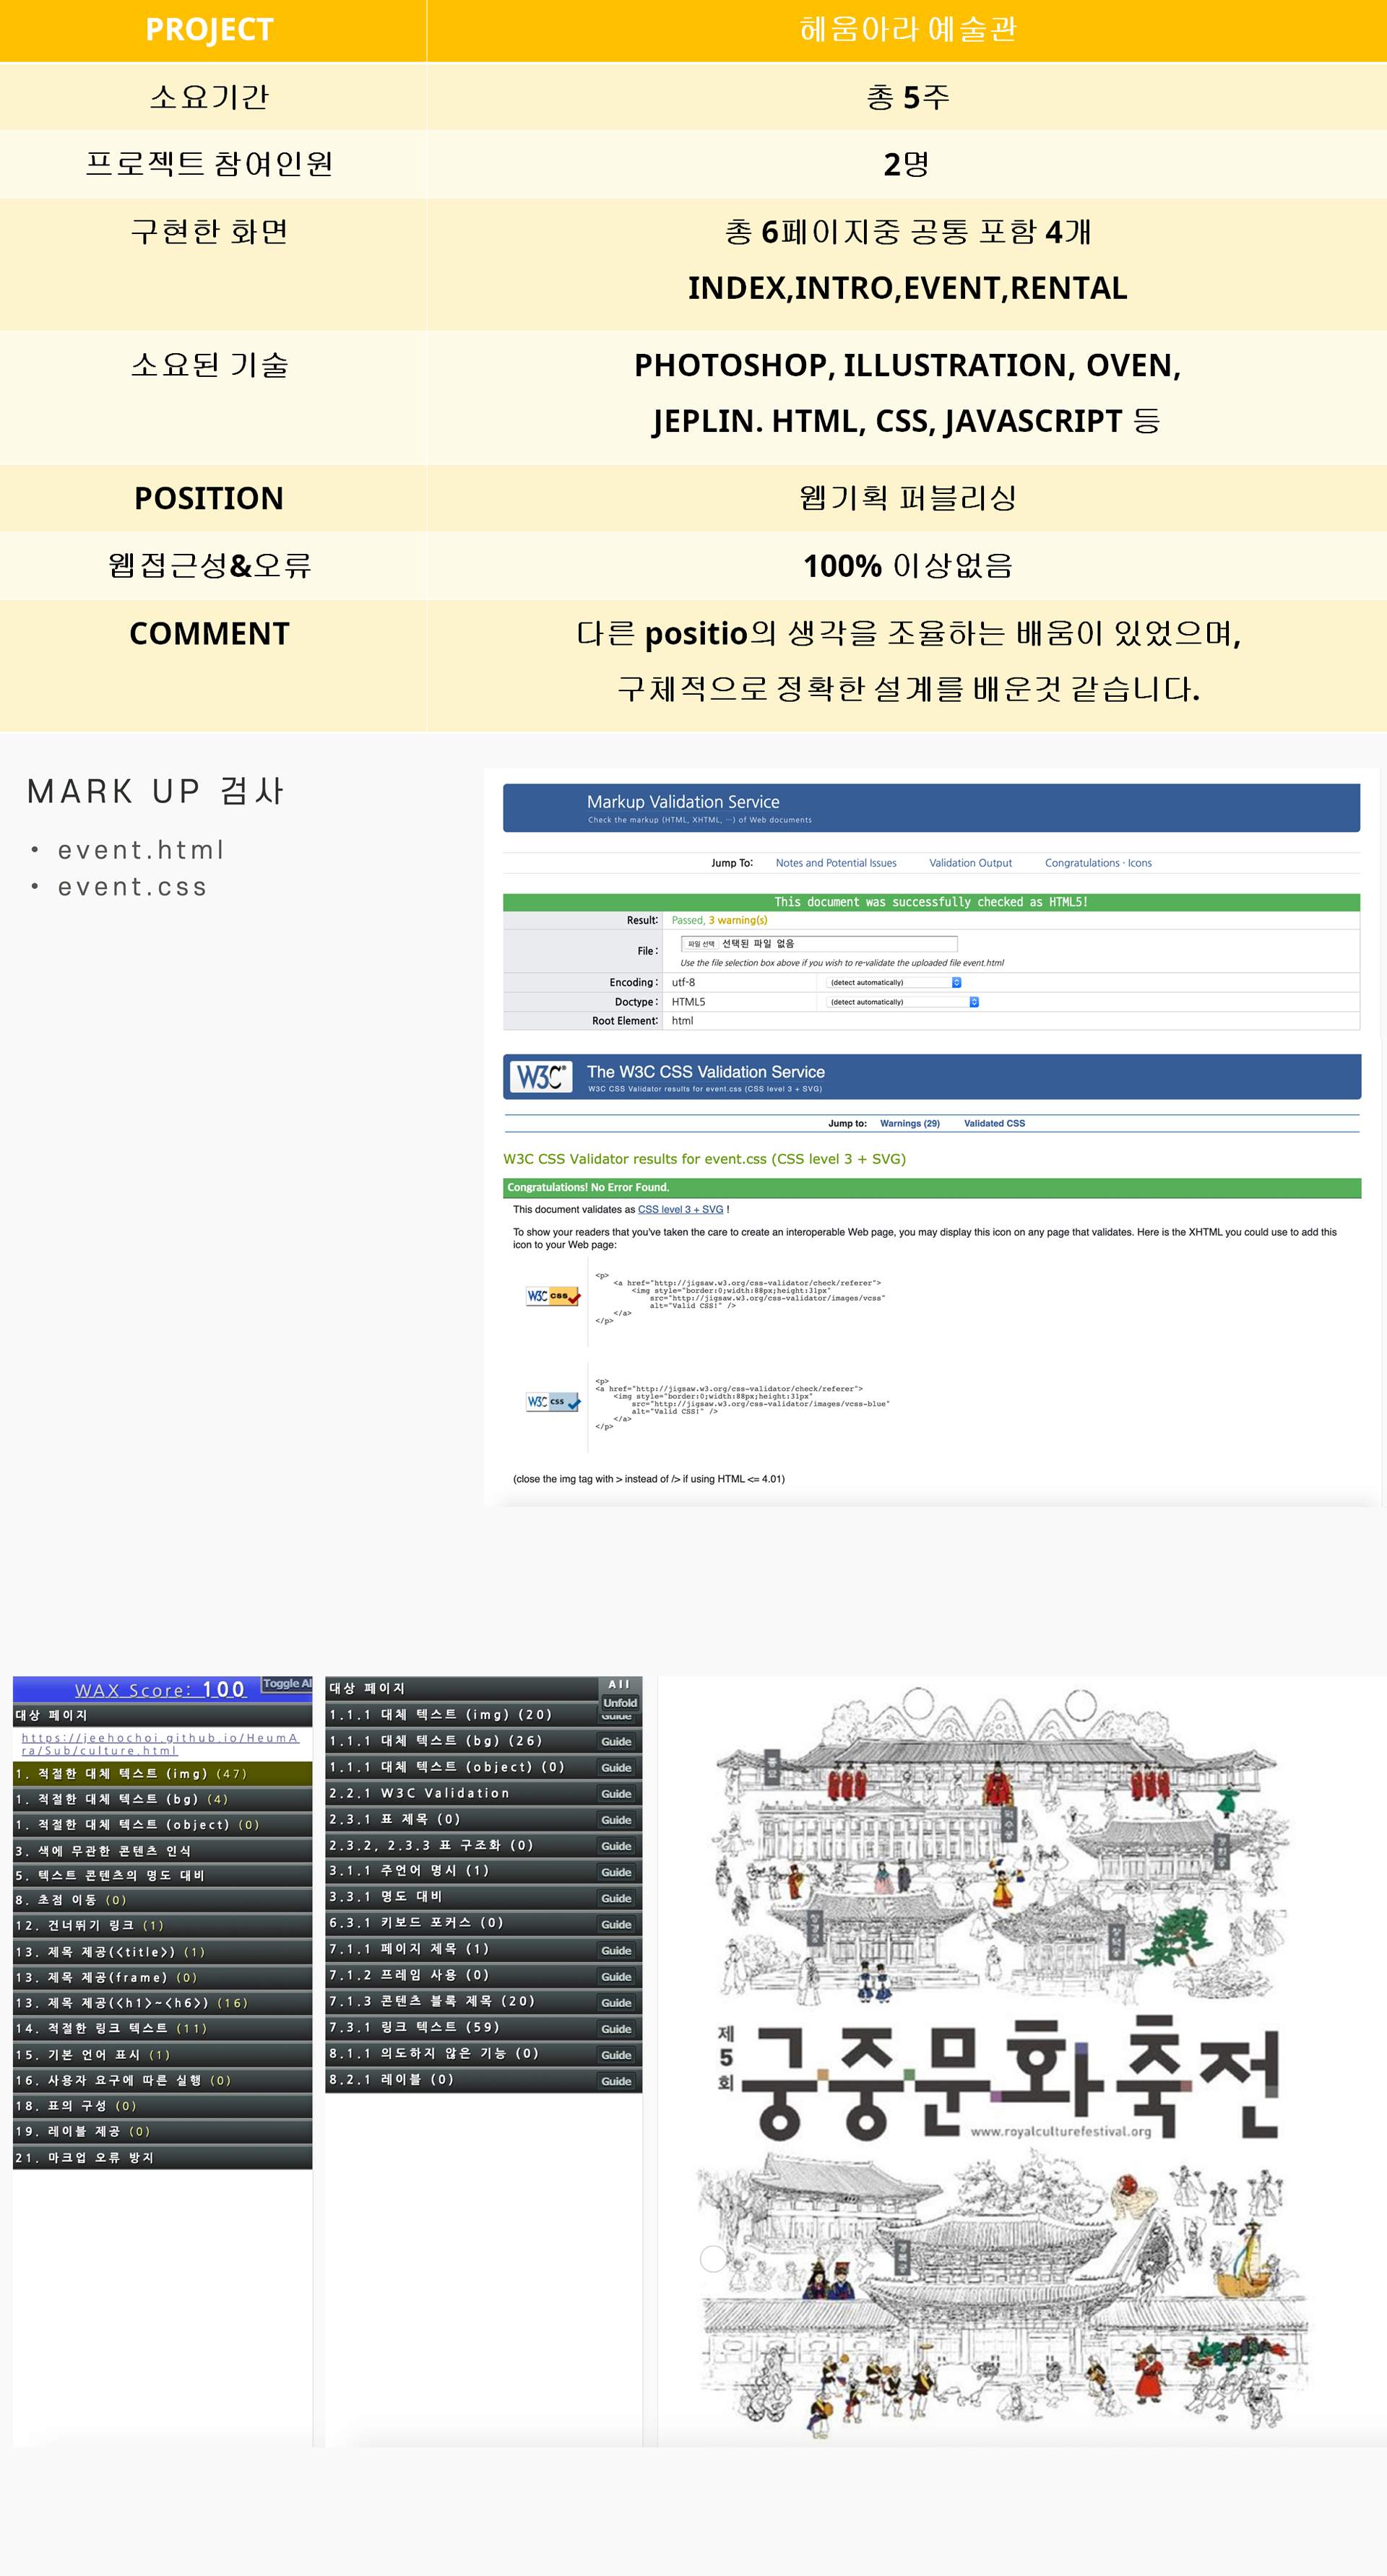 PROJECT
헤움아라 예술관
소요기간
총 5주
프로젝트 참여인원
2명
구현한 화면
총 6페이지중 공통 포함 4개
INDEX,INTRO,EVENT,RENTAL
소요된 기술
PHOTOSHOP, ILLUSTRATION, OVEN,
JEPLIN. HTML, CSS, JAVASCRIPT 등
POSITION
웹기획 퍼블리싱
웹접근성&오류
100% 이상없음
COMMENT
다른 positio의 생각을 조율하는 배움이 있었으며,
구체적으로 정확한 설계를 배운것 같습니다.
MARK UP 검사
• event.html
• event.css
Markup Validation Service
Check the markup (HTML, XHTML, …) of Web documents
Jump To: Notes and Potential Issues Validation Output Congratulations · Icons
This document was successfully checked as HTML5!
Result: Passed, 3 warning(s)
File : 파일 선택 선택된 파일 없음
Use the file selection box above if you wish to re-validate the uploaded file event.html
Encoding : utf-8 (detect automatically)
Doctype : HTML5 (detect automatically)
Root Element: html
W3C® The W3C CSS Validation Service
W3C CSS Validator results for event.css (CSS level 3 + SVG)
Jump to: Warnings (29) Validated CSS
W3C CSS Validator results for event.css (CSS level 3 + SVG)
Congratulations! No Error Found.
This document validates as CSS level 3 + SVG !
To show your readers that you've taken the care to create an interoperable Web page, you may display this icon on any page that validates. Here is the XHTML you could use to add this
icon to your Web page:
W3C css
<p>
<a href="http://jigsaw.w3.org/css-validator/check/referer">
<img style="border:0;width:88px;height:31px"
src="http://jigsaw.w3.org/css-validator/images/vcss"
alt="Valid CSS!" />
</a>
</p>
W3C css
<p>
<a href="http://jigsaw.w3.org/css-validator/check/referer">
<img style="border:0;width:88px;height:31px"
src="http://jigsaw.w3.org/css-validator/images/vcss-blue"
alt="Valid CSS!" />
</a>
</p>
(close the img tag with > instead of /> if using HTML <= 4.01)
WAX Score: 100 Toggle Al
대상 페이지
https://jeehochoi.github.io/HeumA
ra/Sub/culture.html
1. 적절한 대체 텍스트 (img) (47)
1. 적절한 대체 텍스트 (bg) (4)
1. 적절한 대체 텍스트 (object) (0)
3. 색에 무관한 콘텐츠 인식
5. 텍스트 콘텐츠의 명도 대비
8. 초점 이동 (0)
12. 건너뛰기 링크 (1)
13. 제목 제공(<title>) (1)
13. 제목 제공(frame) (0)
13. 제목 제공(<h1>~<h6>) (16)
14. 적절한 링크 텍스트 (11)
15. 기본 언어 표시 (1)
16. 사용자 요구에 따른 실행 (0)
18. 표의 구성 (0)
19. 레이블 제공 (0)
21. 마크업 오류 방지
대상 페이지 All
Unfold
1.1.1 대체 텍스트 (img) (20) Guide
1.1.1 대체 텍스트 (bg) (26) Guide
1.1.1 대체 텍스트 (object) (0) Guide
2.2.1 W3C Validation Guide
2.3.1 표 제목 (0) Guide
2.3.2, 2.3.3 표 구조화 (0) Guide
3.1.1 주언어 명시 (1) Guide
3.3.1 명도 대비 Guide
6.3.1 키보드 포커스 (0) Guide
7.1.1 페이지 제목 (1) Guide
7.1.2 프레임 사용 (0) Guide
7.1.3 콘텐츠 블록 제목 (20) Guide
7.3.1 링크 텍스트 (59) Guide
8.1.1 의도하지 않은 기능 (0) Guide
8.2.1 레이블 (0) Guide
종묘
덕수궁
창경궁
경복궁
제5회
궁중문화축전
www.royalculturefestival.org